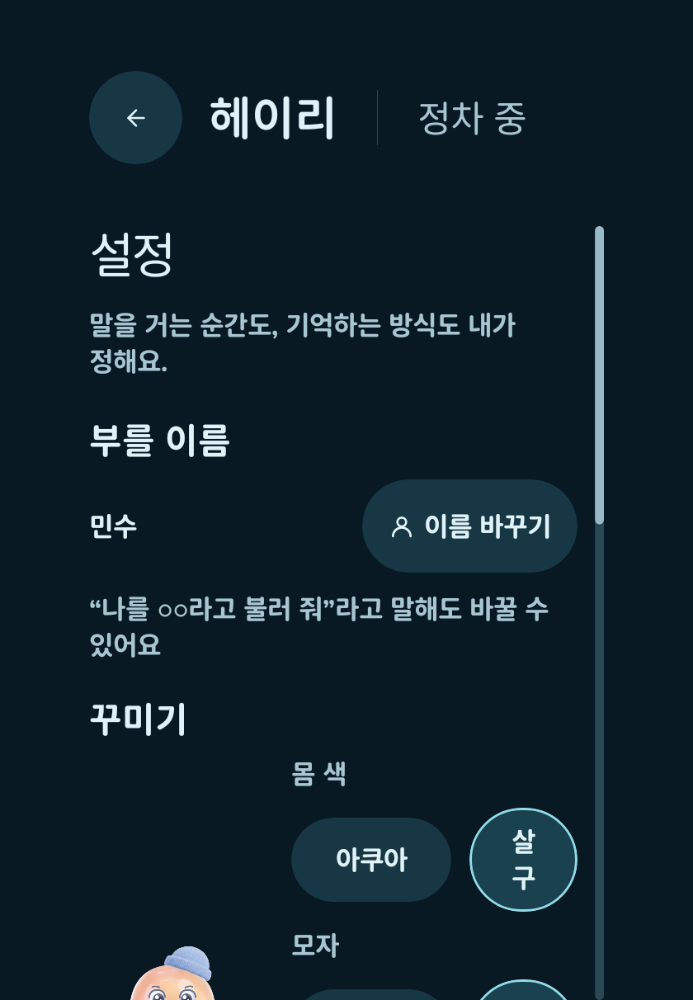 헤이리
정차 중
설정
말을 거는 순간도, 기억하는 방식도 내가
정해요.
부를 이름
민수
이름 바꾸기
“나를 ○○라고 불러 줘”라고 말해도 바꿀 수
있어요
꾸미기
몸 색
아쿠아
살
구
모자